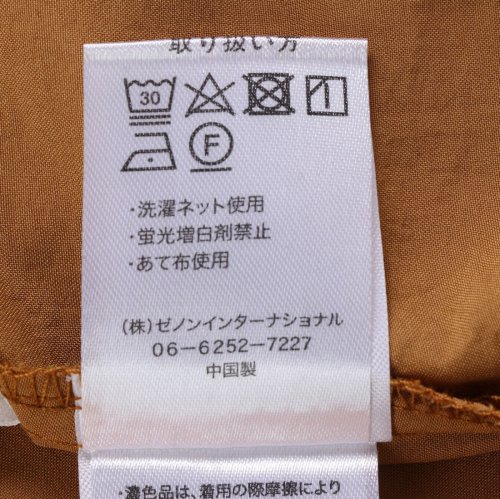 取り扱い方
30
F
・洗濯ネット使用
・蛍光増白剤禁止
・あて布使用
（株）ゼノンインターナショナル
06-6252-7227
中国製
・濃色品は、着用の際摩擦により